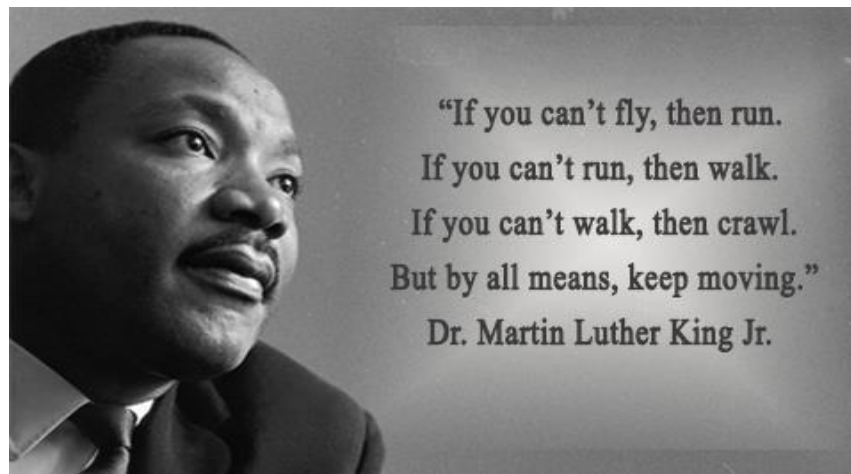 “If you can’t fly, then run.
If you can’t run, then walk.
If you can’t walk, then crawl.
But by all means, keep moving.”
Dr. Martin Luther King Jr.